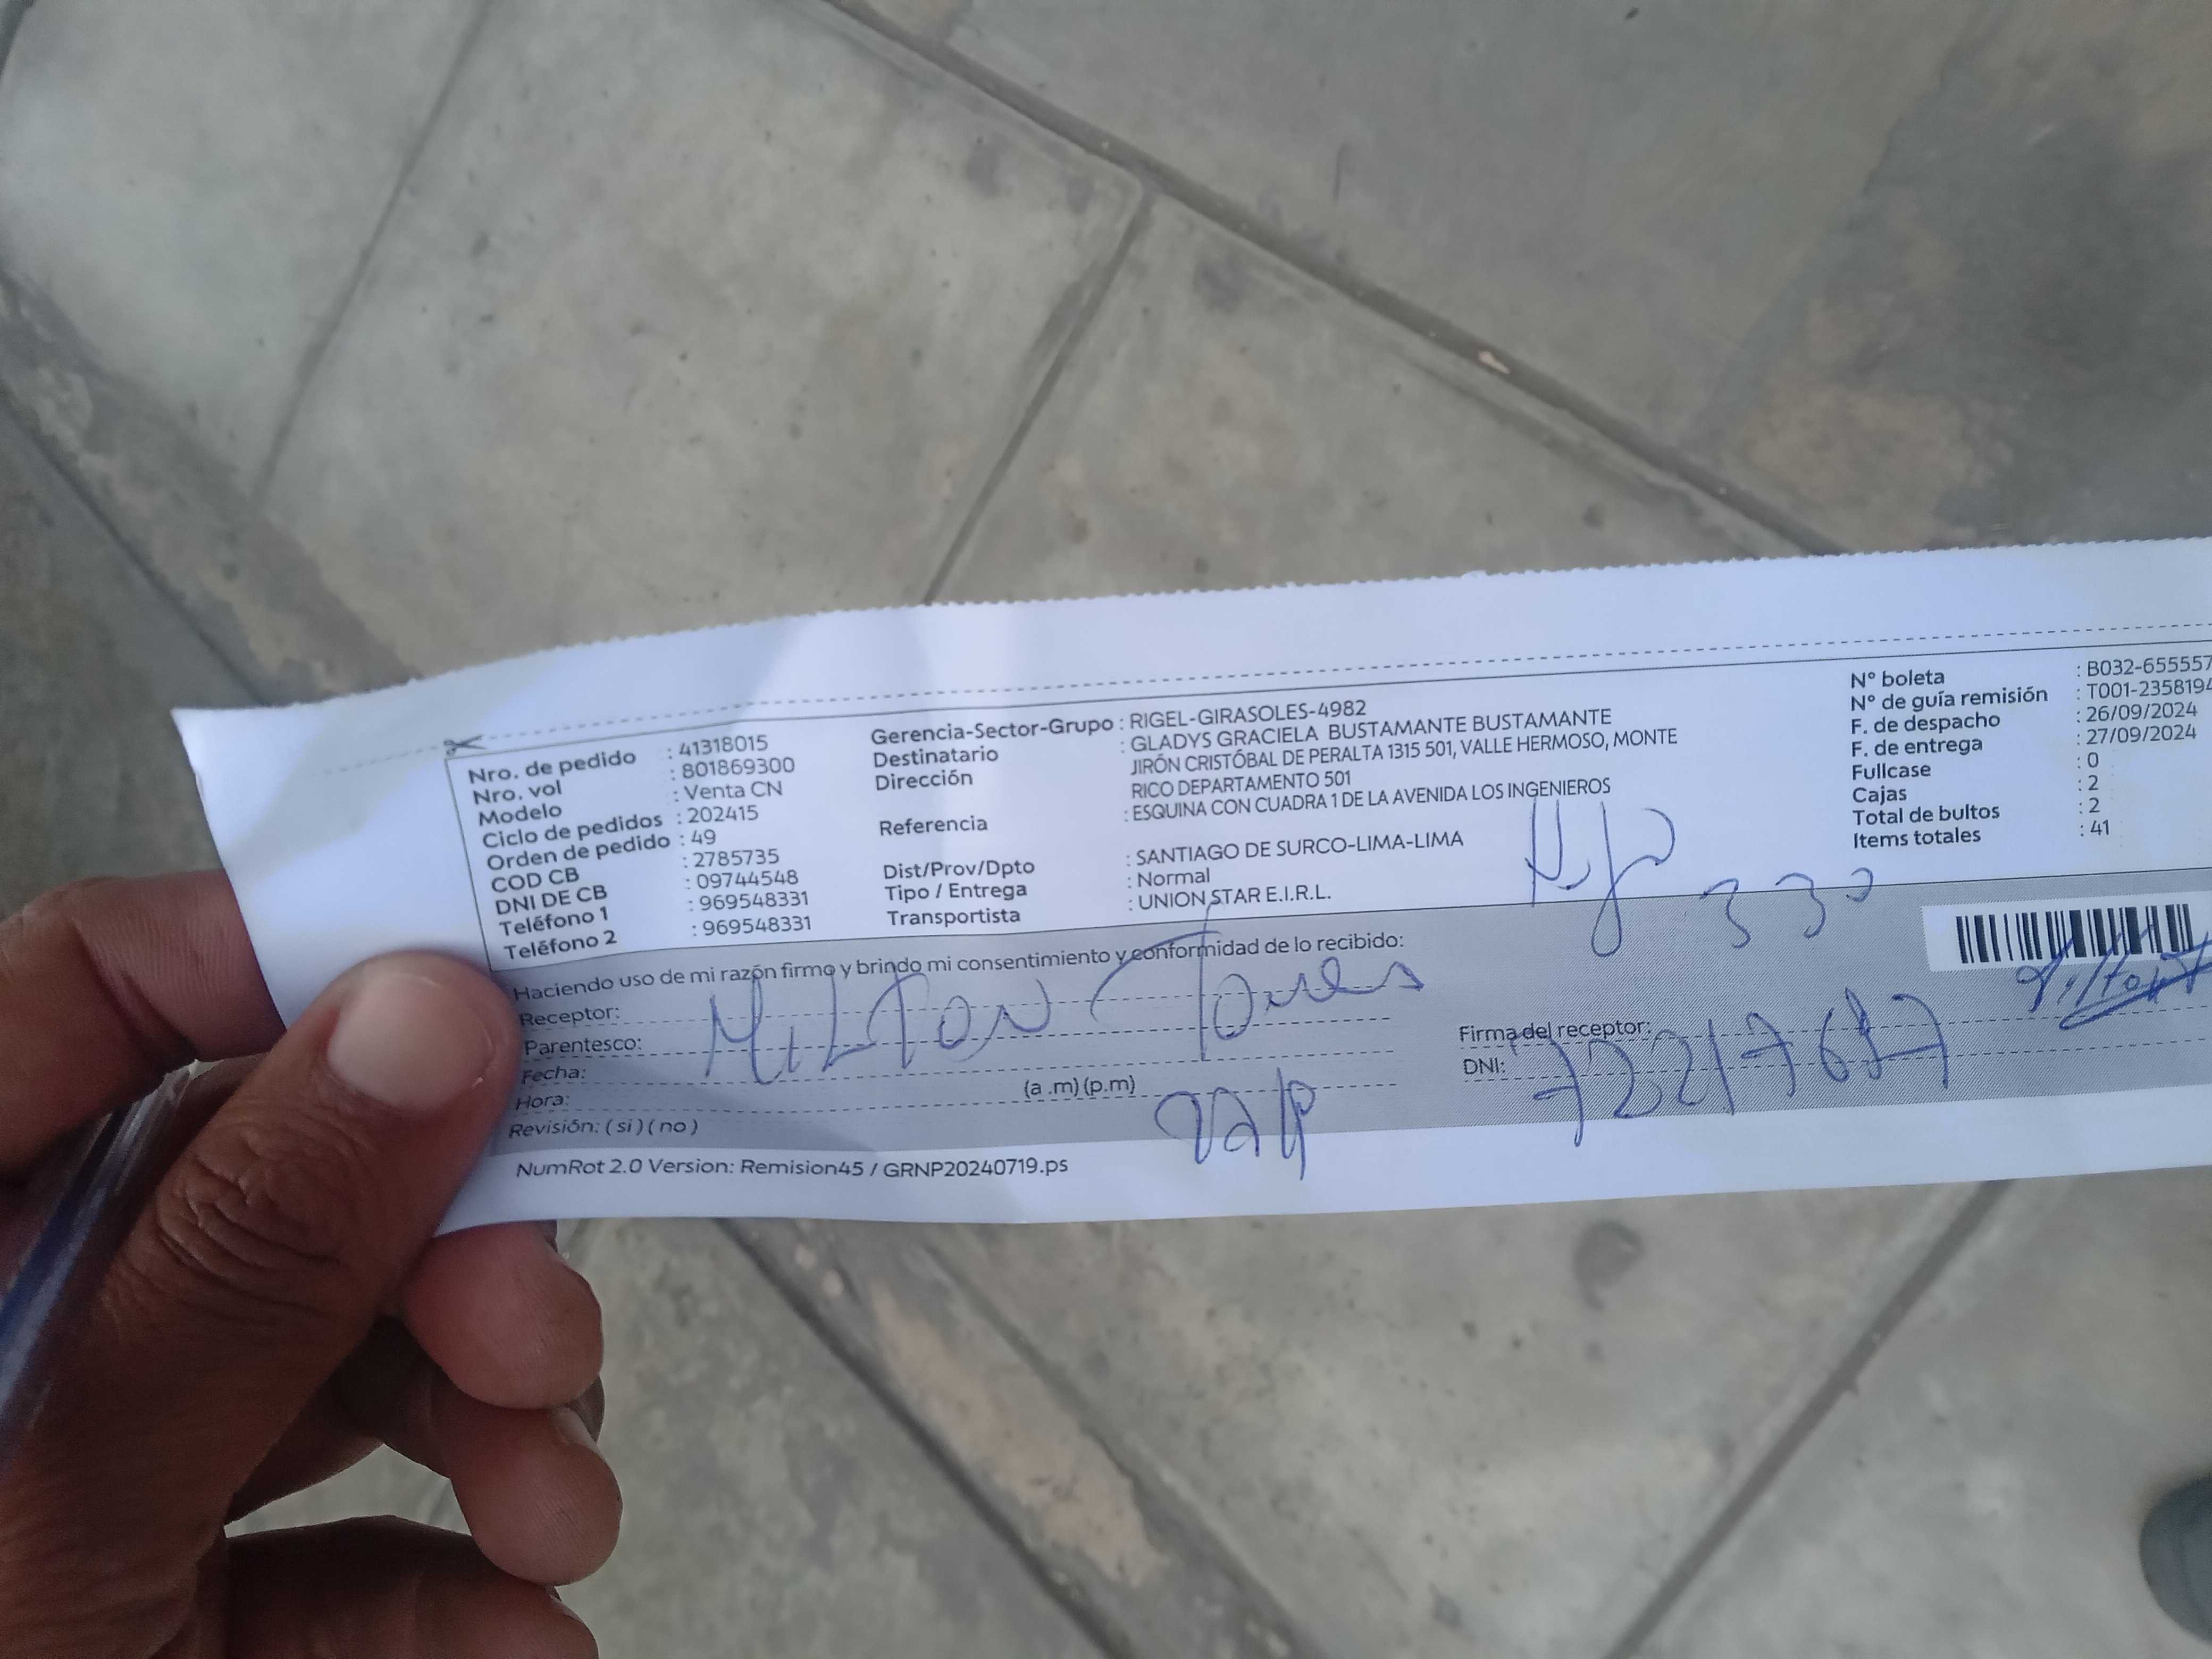 Nro. de pedido : 41318015
Nro. vol : 801869300
Modelo : Venta CN
Ciclo de pedidos : 202415
Orden de pedido : 49
COD CB : 2785735
DNI DE CB : 09744548
Teléfono 1 : 969548331
Teléfono 2 : 969548331
Gerencia-Sector-Grupo : RIGEL-GIRASOLES-4982
Destinatario : GLADYS GRACIELA BUSTAMANTE BUSTAMANTE
Dirección JIRÓN CRISTÓBAL DE PERALTA 1315 501, VALLE HERMOSO, MONTE
RICO DEPARTAMENTO 501
Referencia : ESQUINA CON CUADRA 1 DE LA AVENIDA LOS INGENIEROS
Dist/Prov/Dpto : SANTIAGO DE SURCO-LIMA-LIMA
Tipo / Entrega : Normal
Transportista : UNION STAR E.I.R.L.
N° boleta : B032-655557
N° de guía remisión : T001-2358194
F. de despacho : 26/09/2024
F. de entrega : 27/09/2024
Fullcase : 0
Cajas : 2
Total de bultos : 2
Items totales : 41
330
Haciendo uso de mi razón firmo y brindo mi consentimiento y conformidad de lo recibido:
Receptor: Milton Torres
Parentesco:
Fecha:
Hora: (a .m) (p.m)
Revisión: ( si ) ( no )
Firma del receptor:
DNI:
NumRot 2.0 Version: Remision45 / GRNP20240719.ps